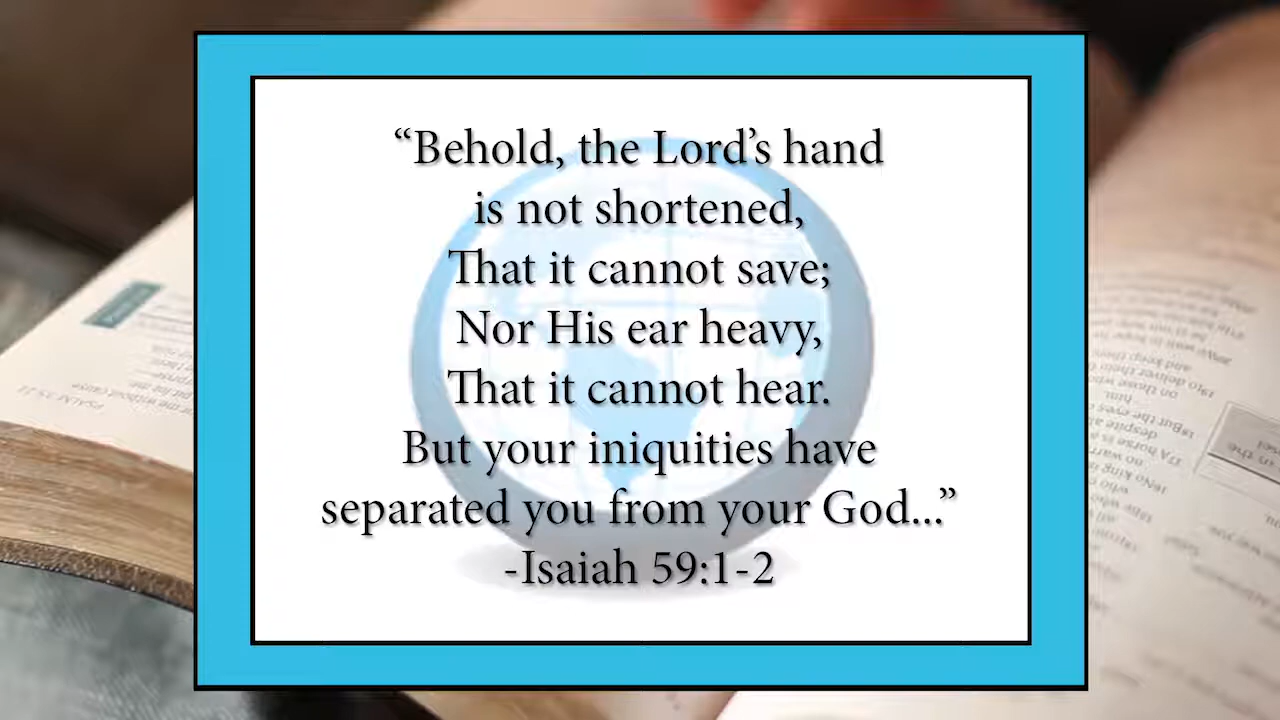 “Behold, the Lord’s hand
is not shortened,
That it cannot save;
Nor His ear heavy,
That it cannot hear.
But your iniquities have
separated you from your God...”
-Isaiah 59:1-2